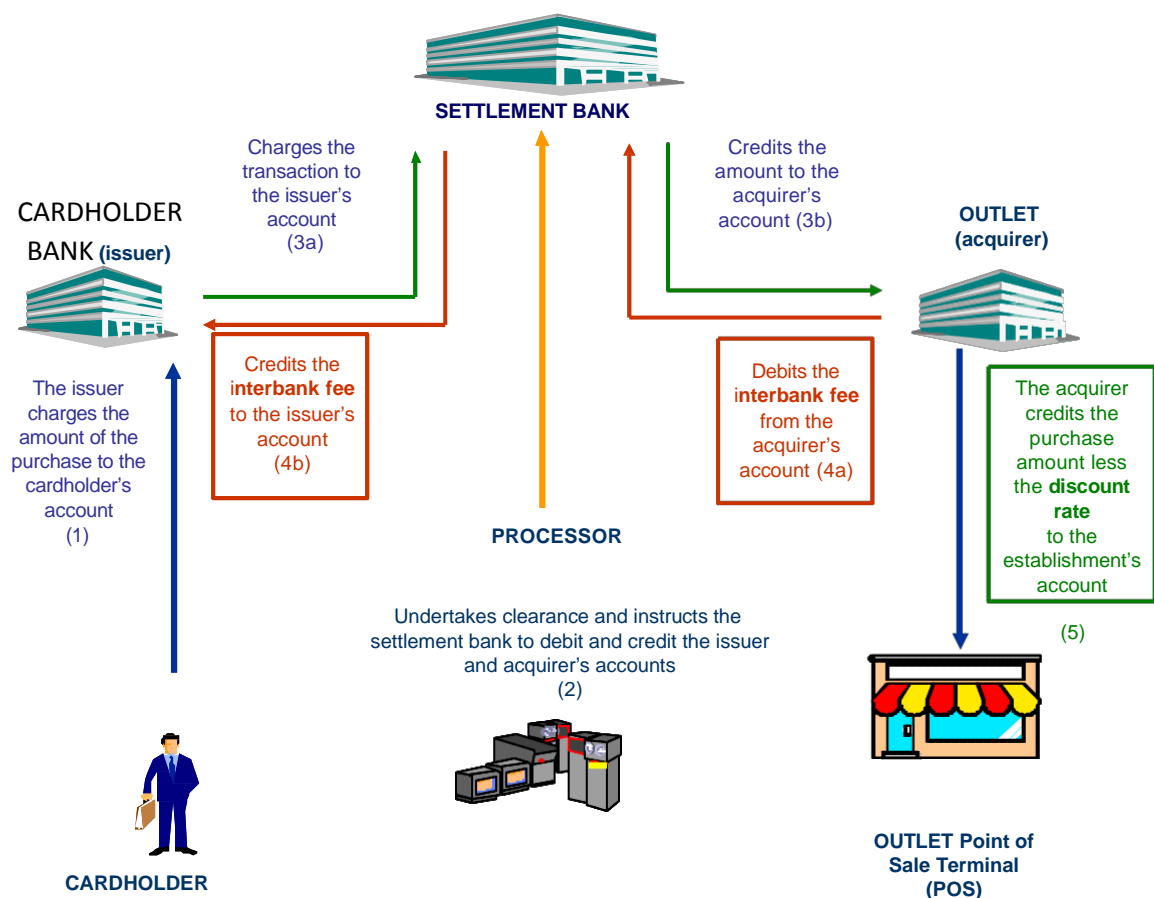 SETTLEMENT BANK
Charges the
transaction to
the issuer's
account
(3a)
Credits the
amount to the
acquirer's
account (3b)
CARDHOLDER
BANK (issuer)
OUTLET
(acquirer)
The issuer
charges the
amount of the
purchase to the
cardholder's
account
(1)
Credits the
interbank fee
to the issuer's
account
(4b)
Debits the
interbank fee
from the
acquirer's
account (4a)
The acquirer
credits the
purchase
amount less
the discount
rate
to the
establishment's
account
(5)
PROCESSOR
Undertakes clearance and instructs the
settlement bank to debit and credit the issuer
and acquirer's accounts
(2)
CARDHOLDER
OUTLET Point of
Sale Terminal
(POS)